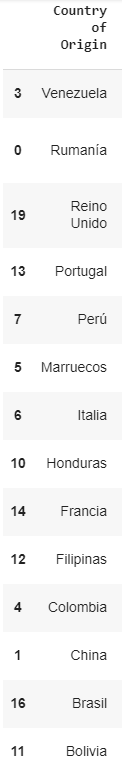 Country
of
Origin
3 Venezuela
0 Rumanía
19 Reino
Unido
13 Portugal
7 Perú
5 Marruecos
6 Italia
10 Honduras
14 Francia
12 Filipinas
4 Colombia
1 China
16 Brasil
11 Bolivia